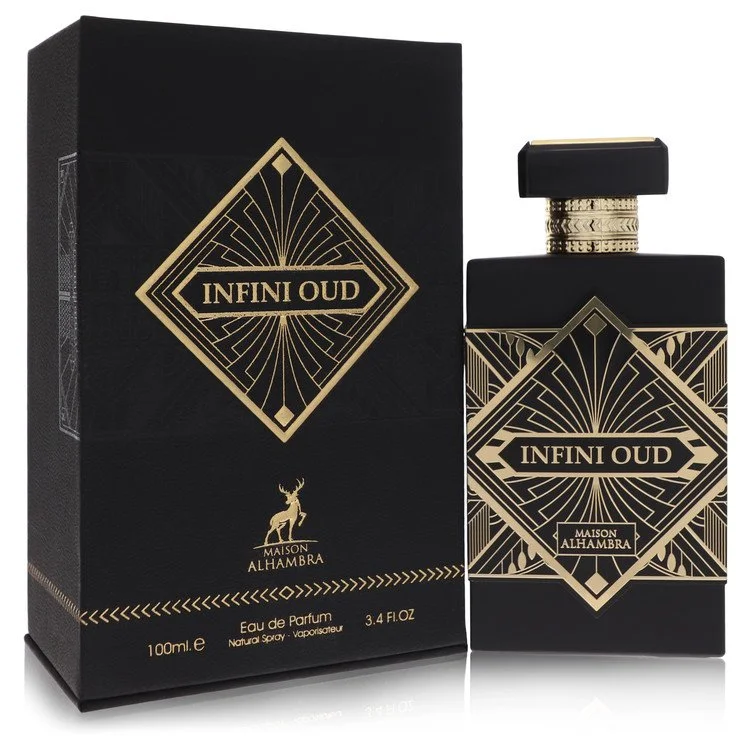 INFINI OUD
MAISON
ALHAMBRA
100ml.e
Eau de Parfum
Natural Spray - Vaporisateur
3.4 Fl.OZ
INFINI OUD
MAISON
ALHAMBRA